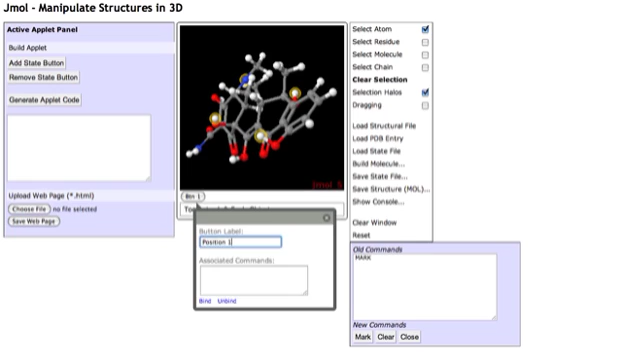 Jmol - Manipulate Structures in 3D
Active Applet Panel
Build Applet
Add State Button
Remove State Button
Generate Applet Code
Upload Web Page (*.html)
Choose File no file selected
Save Web Page
Jmol S
Btn 1
Button Label:
Position 1
Associated Commands:
Bind Unbind
Select Atom
Select Residue
Select Molecule
Select Chain
Clear Selection
Selection Halos
Dragging
Load Structural File
Load PDB Entry
Load State File
Build Molecule...
Save State File...
Save Structure (MOL)...
Show Console...
Clear Window
Reset
Old Commands
New Commands
Mark Clear Close